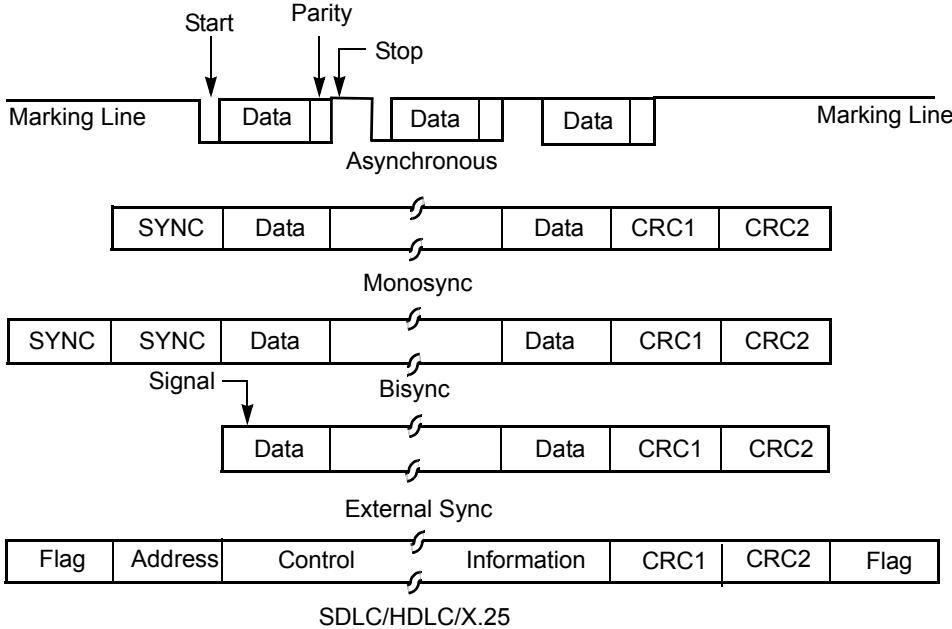 Start Parity
Stop
Marking Line Data Data Data Marking Line
Asynchronous
SYNC Data Data CRC1 CRC2
Monosync
SYNC SYNC Data Data CRC1 CRC2
Signal
Bisync
Data Data CRC1 CRC2
External Sync
Flag Address Control Information CRC1 CRC2 Flag
SDLC/HDLC/X.25